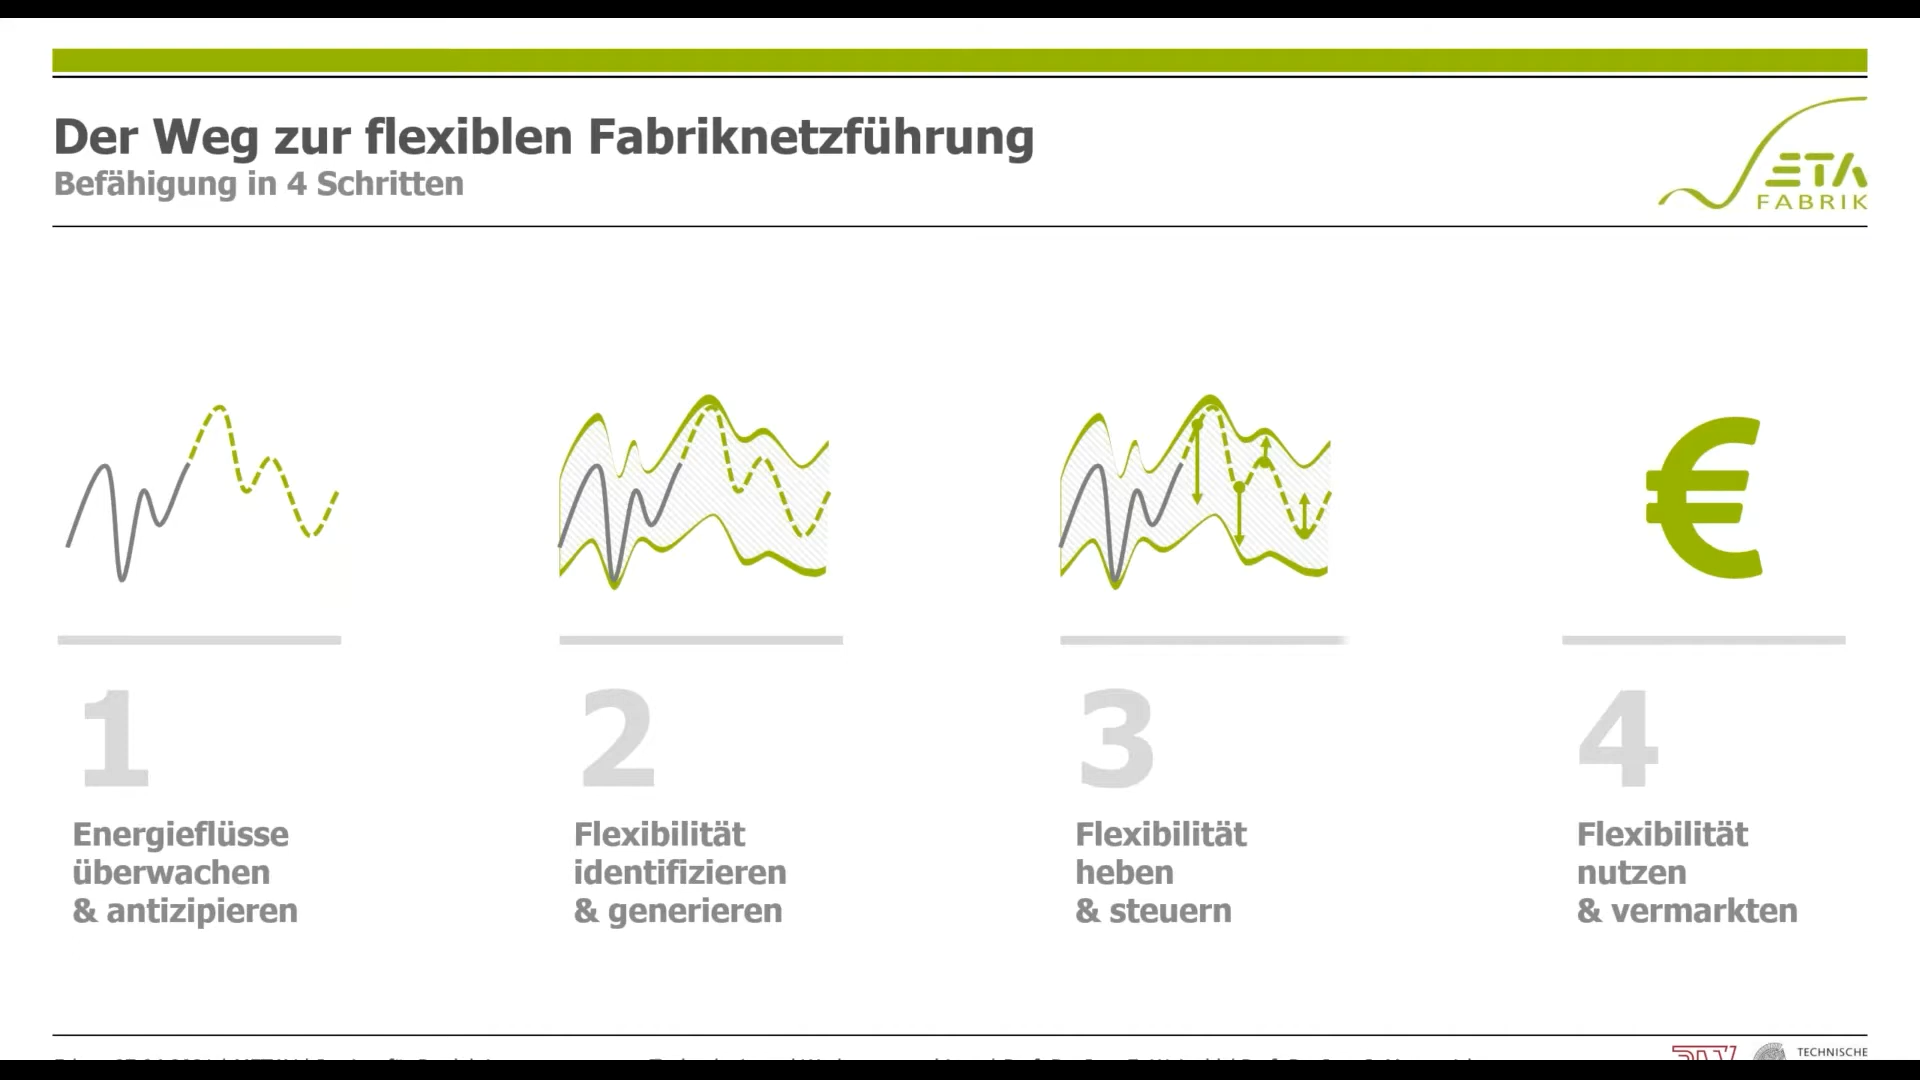 Der Weg zur flexiblen Fabriknetzführung
Befähigung in 4 Schritten
ETA
FABRIK
1
Energieflüsse
überwachen
& antizipieren
2
Flexibilität
identifizieren
& generieren
3
Flexibilität
heben
& steuern
€
4
Flexibilität
nutzen
& vermarkten
TECHNISCHE